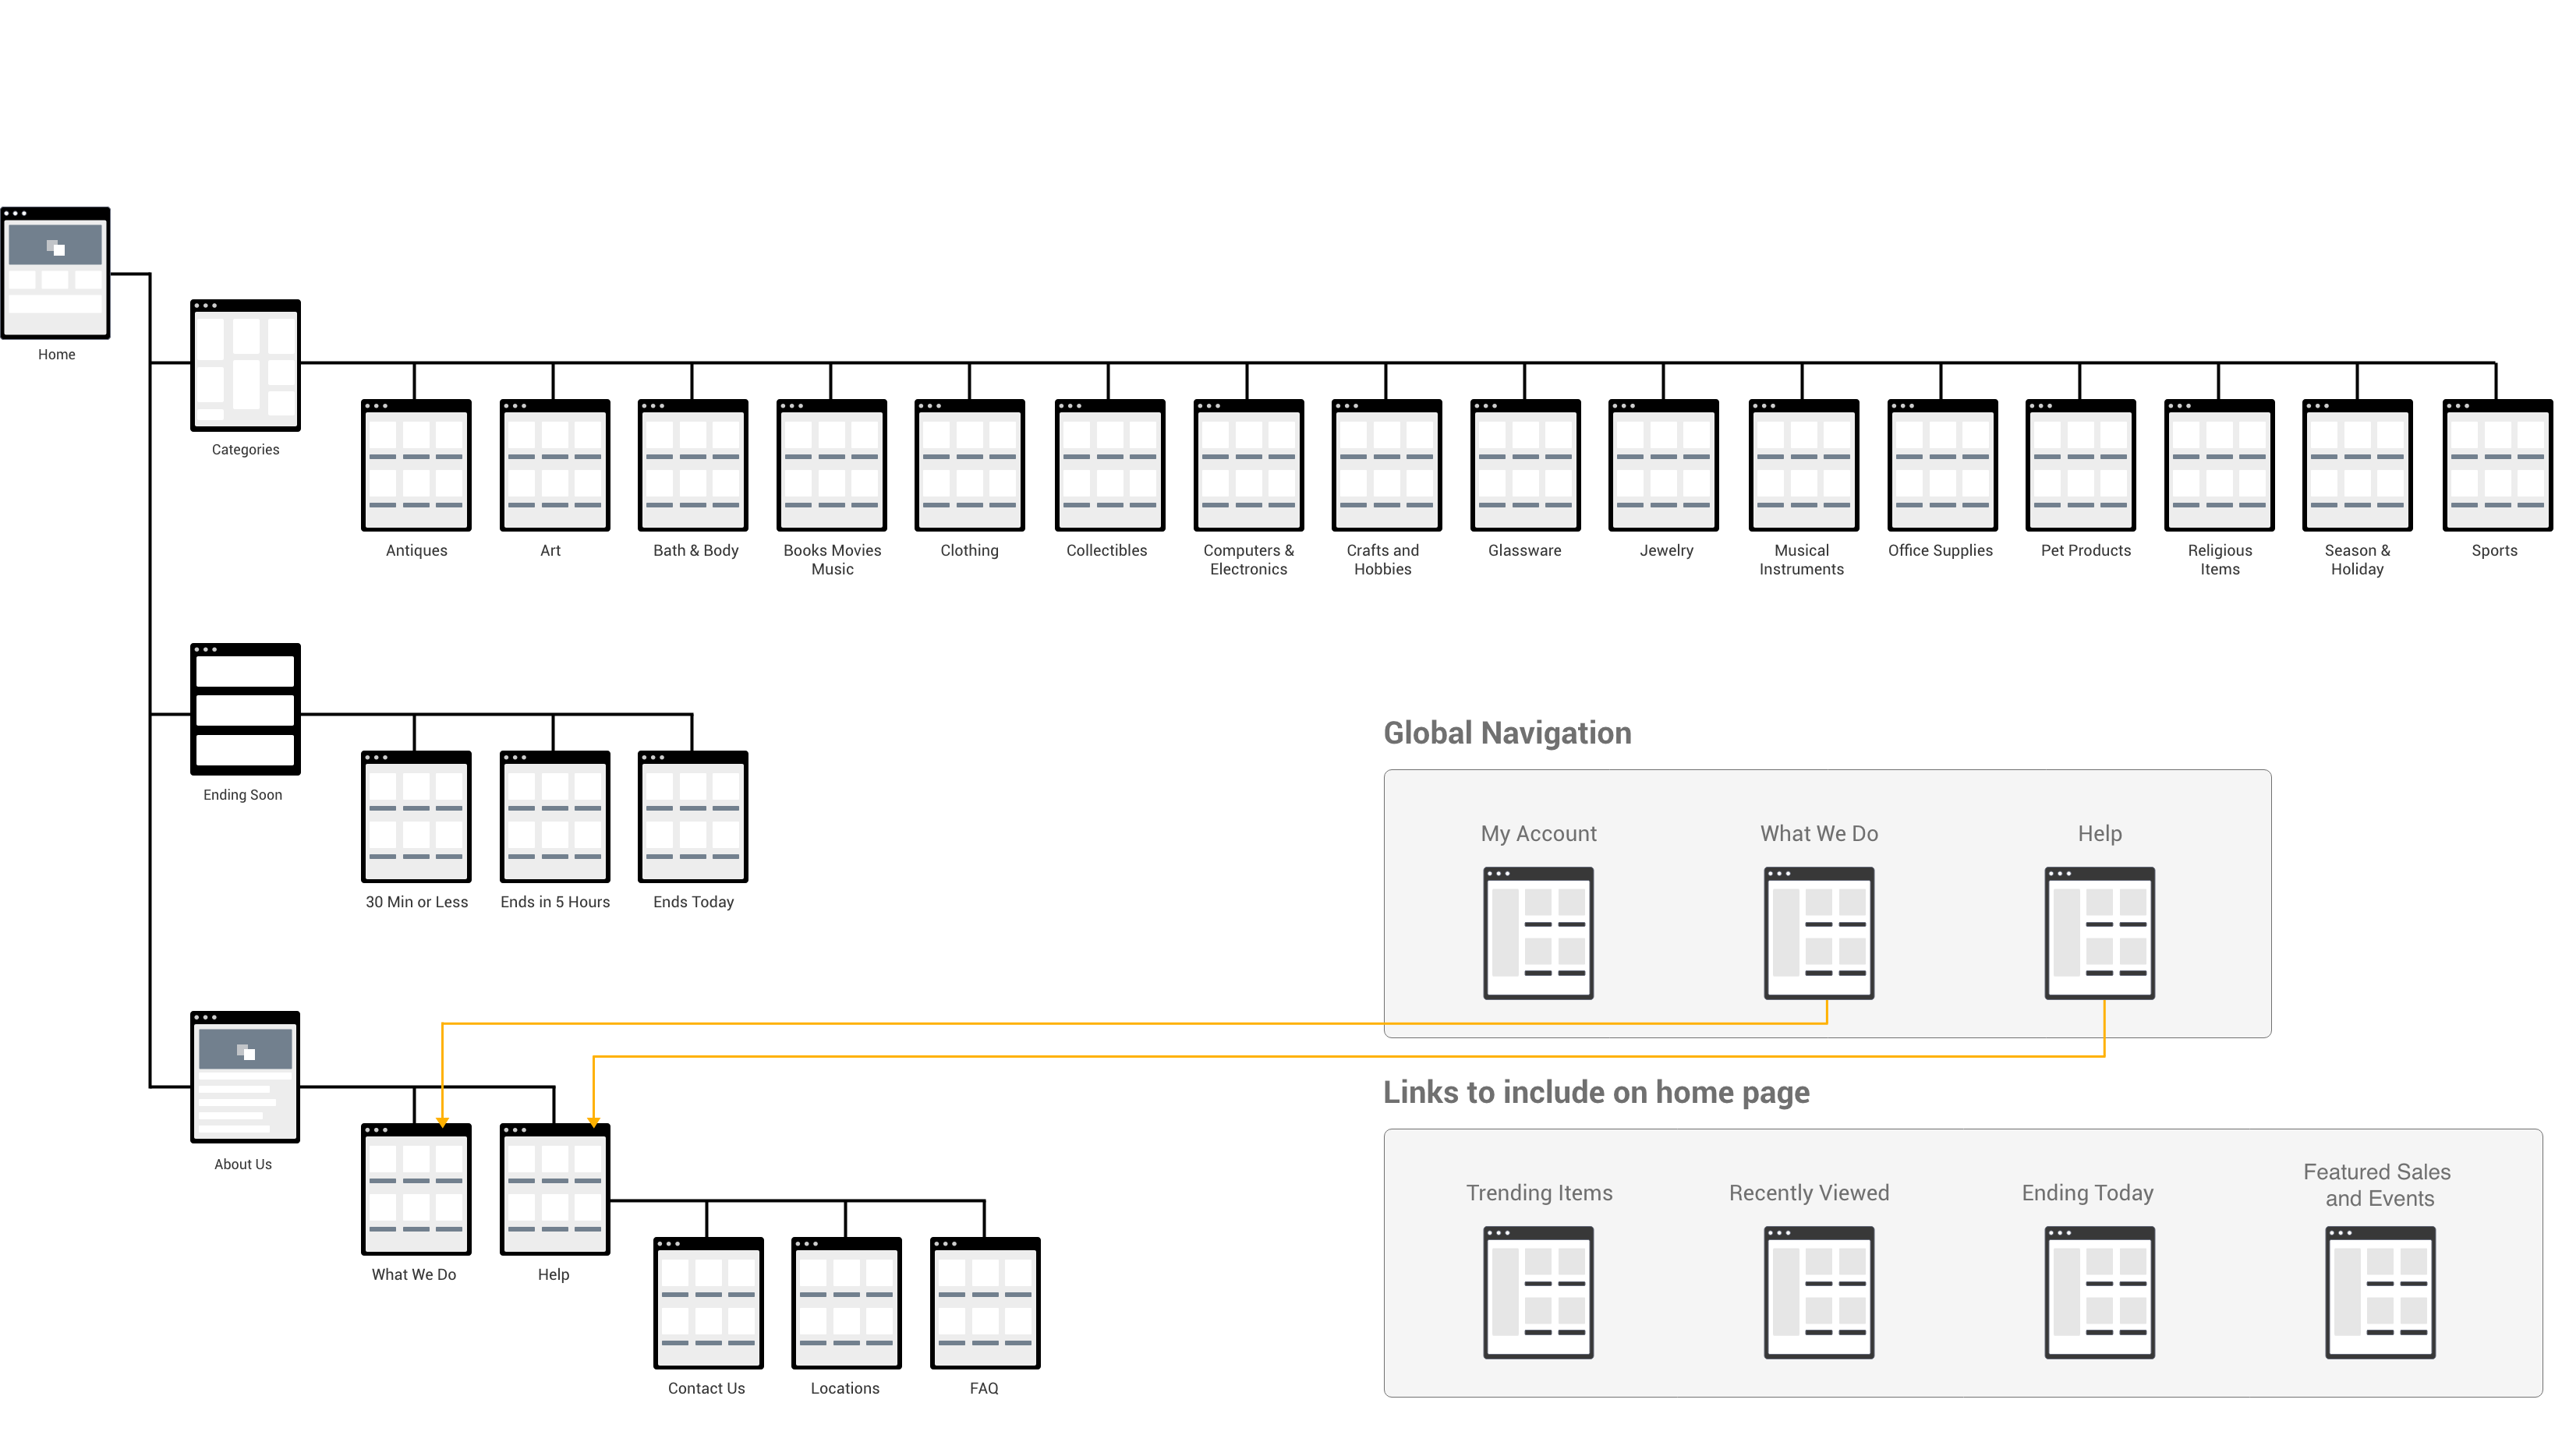 Home
Categories
Antiques
Art
Bath & Body
Books Movies
Music
Clothing
Collectibles
Computers &
Electronics
Crafts and
Hobbies
Glassware
Jewelry
Musical
Instruments
Office Supplies
Pet Products
Religious
Items
Season &
Holiday
Sports
Ending Soon
30 Min or Less
Ends in 5 Hours
Ends Today
Global Navigation
My Account
What We Do
Help
About Us
What We Do
Help
Contact Us
Locations
FAQ
Links to include on home page
Trending Items
Recently Viewed
Ending Today
Featured Sales
and Events